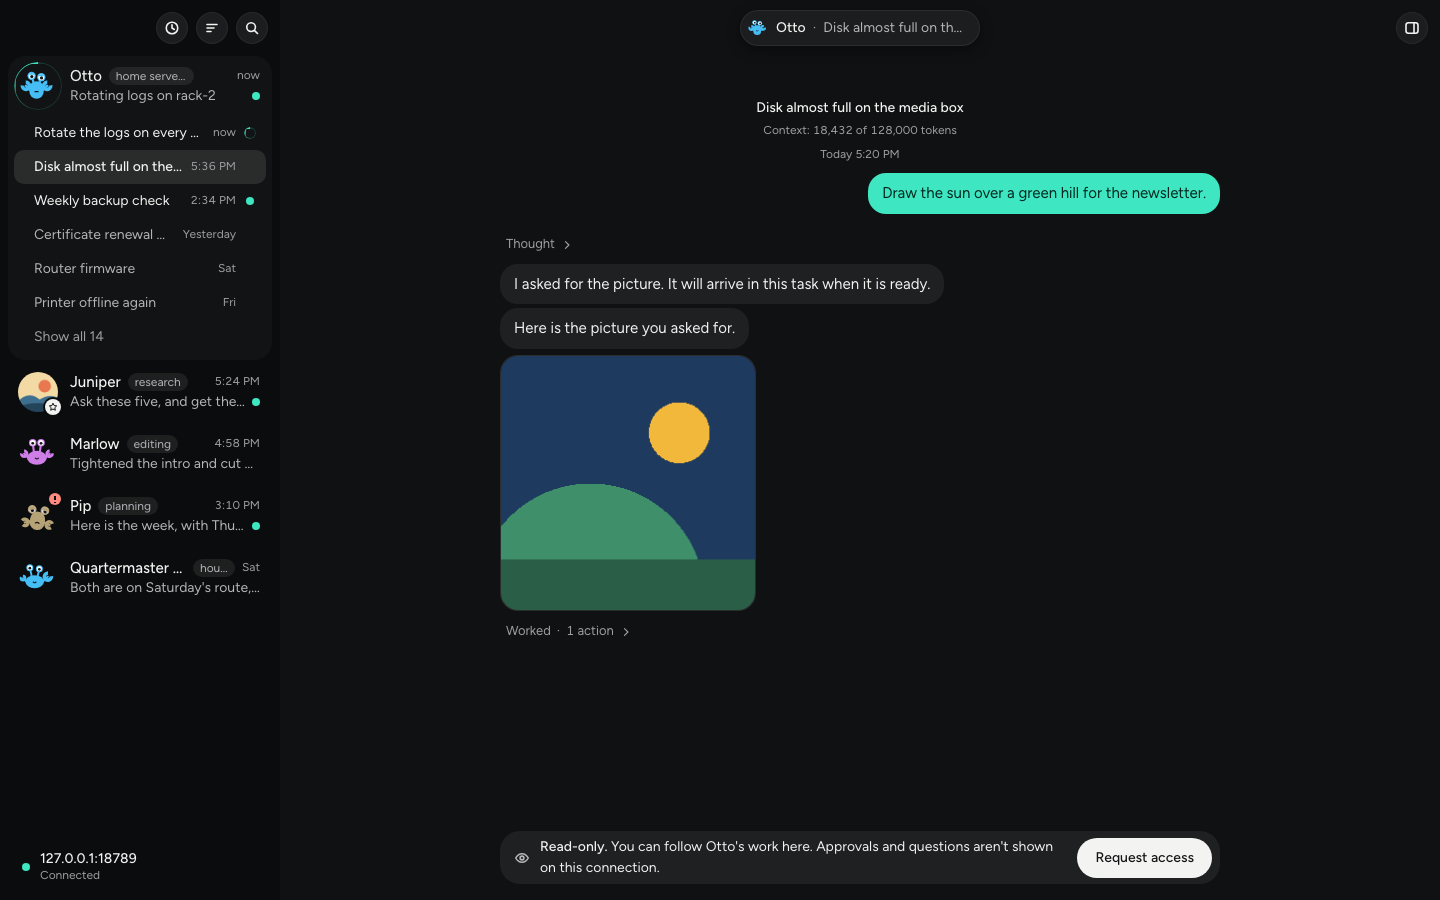 Otto home serve... now
Rotating logs on rack-2
Rotate the logs on every ... now
Disk almost full on the... 5:36 PM
Weekly backup check 2:34 PM
Certificate renewal ... Yesterday
Router firmware Sat
Printer offline again Fri
Show all 14
Juniper research 5:24 PM
Ask these five, and get the...
Marlow editing 4:58 PM
Tightened the intro and cut ...
Pip planning 3:10 PM
Here is the week, with Thu...
Quartermaster ... hou... Sat
Both are on Saturday's route,...
127.0.0.1:18789
Connected
Otto · Disk almost full on th...
Disk almost full on the media box
Context: 18,432 of 128,000 tokens
Today 5:20 PM
Draw the sun over a green hill for the newsletter.
Thought
I asked for the picture. It will arrive in this task when it is ready.
Here is the picture you asked for.
Worked · 1 action
Read-only. You can follow Otto's work here. Approvals and questions aren't shown
on this connection.
Request access